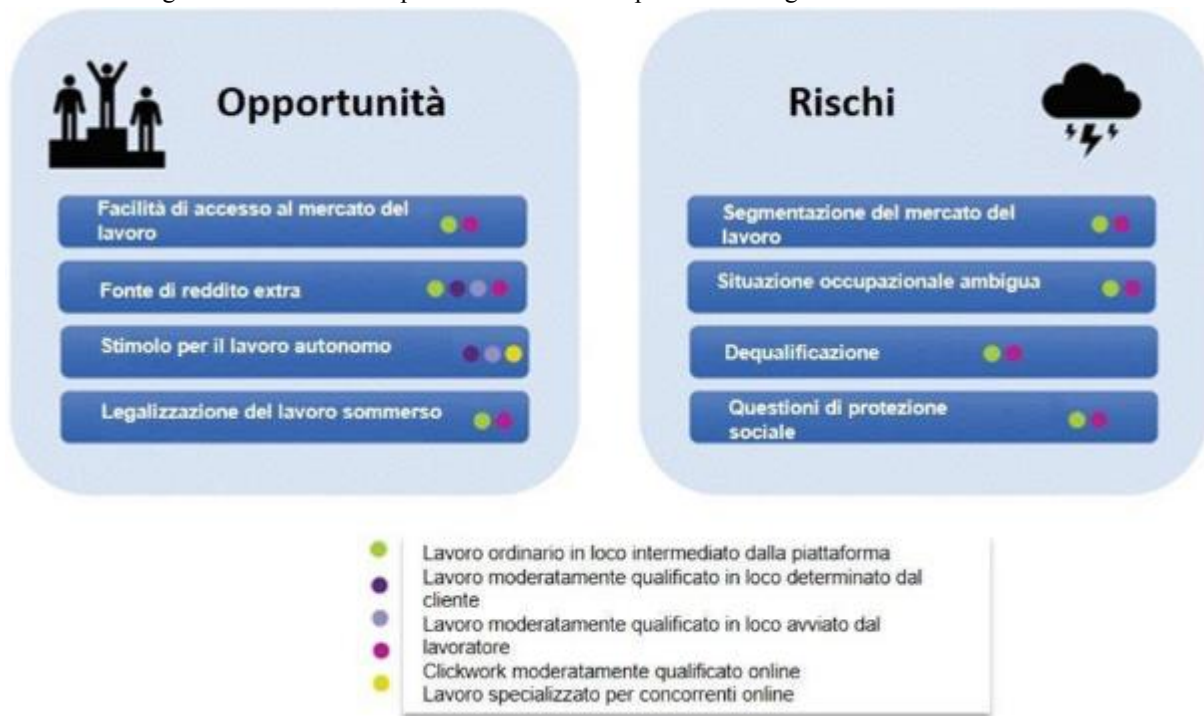 Opportunità
Facilità di accesso al mercato del
lavoro
Fonte di reddito extra
Stimolo per il lavoro autonomo
Legalizzazione del lavoro sommerso
Rischi
Segmentazione del mercato del
lavoro
Situazione occupazionale ambigua
Dequalificazione
Questioni di protezione
sociale
Lavoro ordinario in loco intermediato dalla piattaforma
Lavoro moderatamente qualificato in loco determinato dal
cliente
Lavoro moderatamente qualificato in loco avviato dal
lavoratore
Clickwork moderatamente qualificato online
Lavoro specializzato per concorrenti online